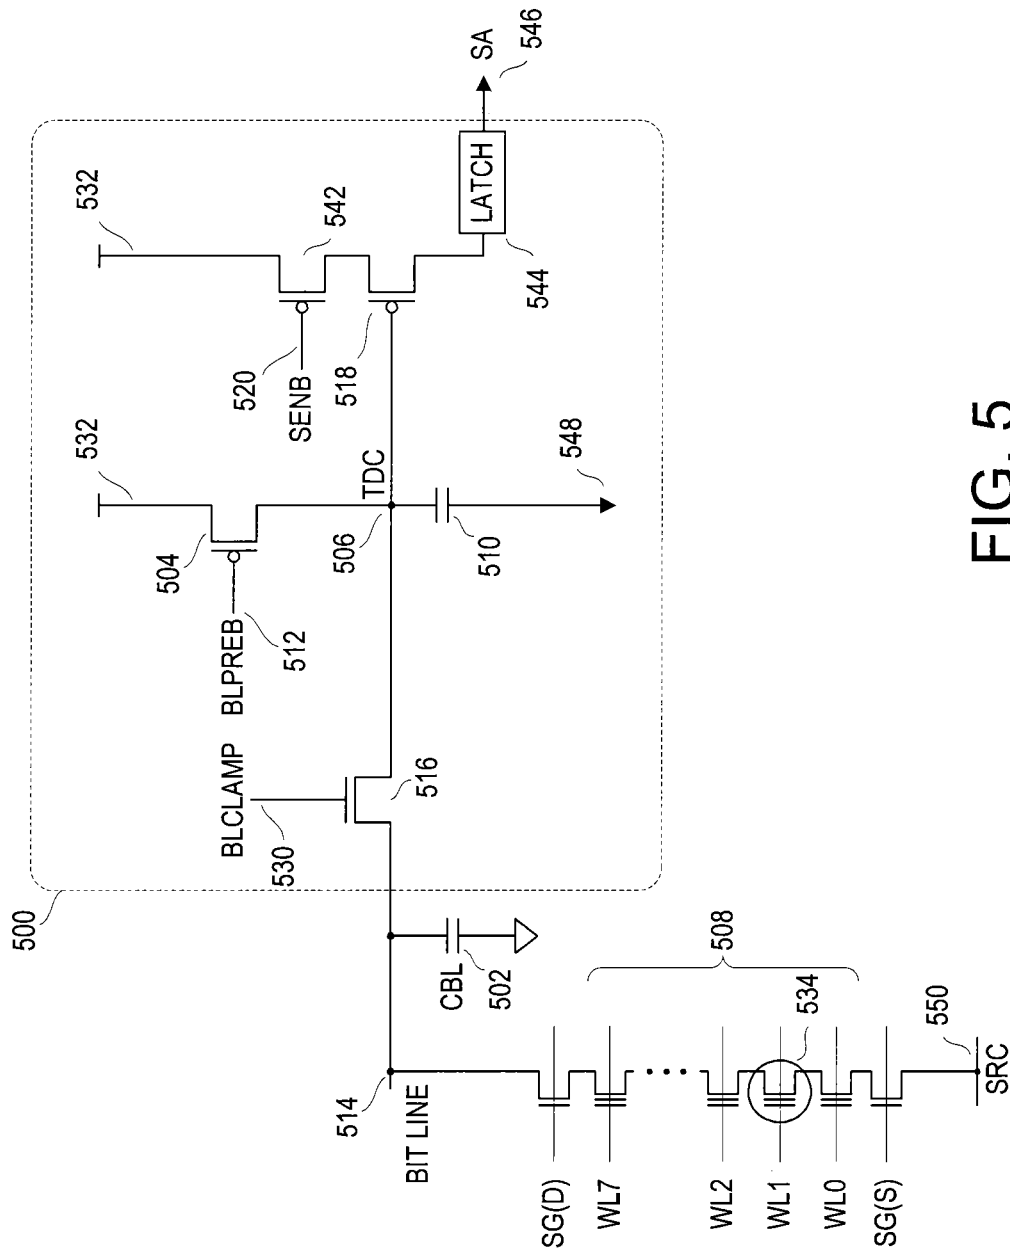 500
532
532
542
SA
546
LATCH
544
520
SENB
518
504
BLPREB
512
TDC
506
510
548
BLCLAMP
530
516
514
BIT LINE
CBL
502
508
534
550
SRC
SG(D)
WL7
WL2
WL1
WL0
SG(S)
FIG. 5